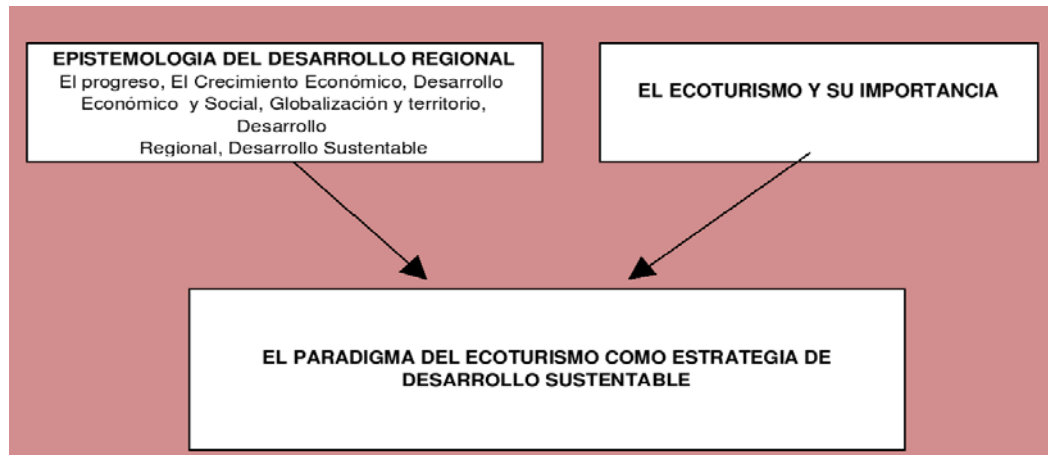 EPISTEMOLOGIA DEL DESARROLLO REGIONAL
El progreso, El Crecimiento Económico, Desarrollo
Económico y Social, Globalización y territorio,
Desarrollo
Regional, Desarrollo Sustentable
EL ECOTURISMO Y SU IMPORTANCIA
EL PARADIGMA DEL ECOTURISMO COMO ESTRATEGIA DE
DESARROLLO SUSTENTABLE